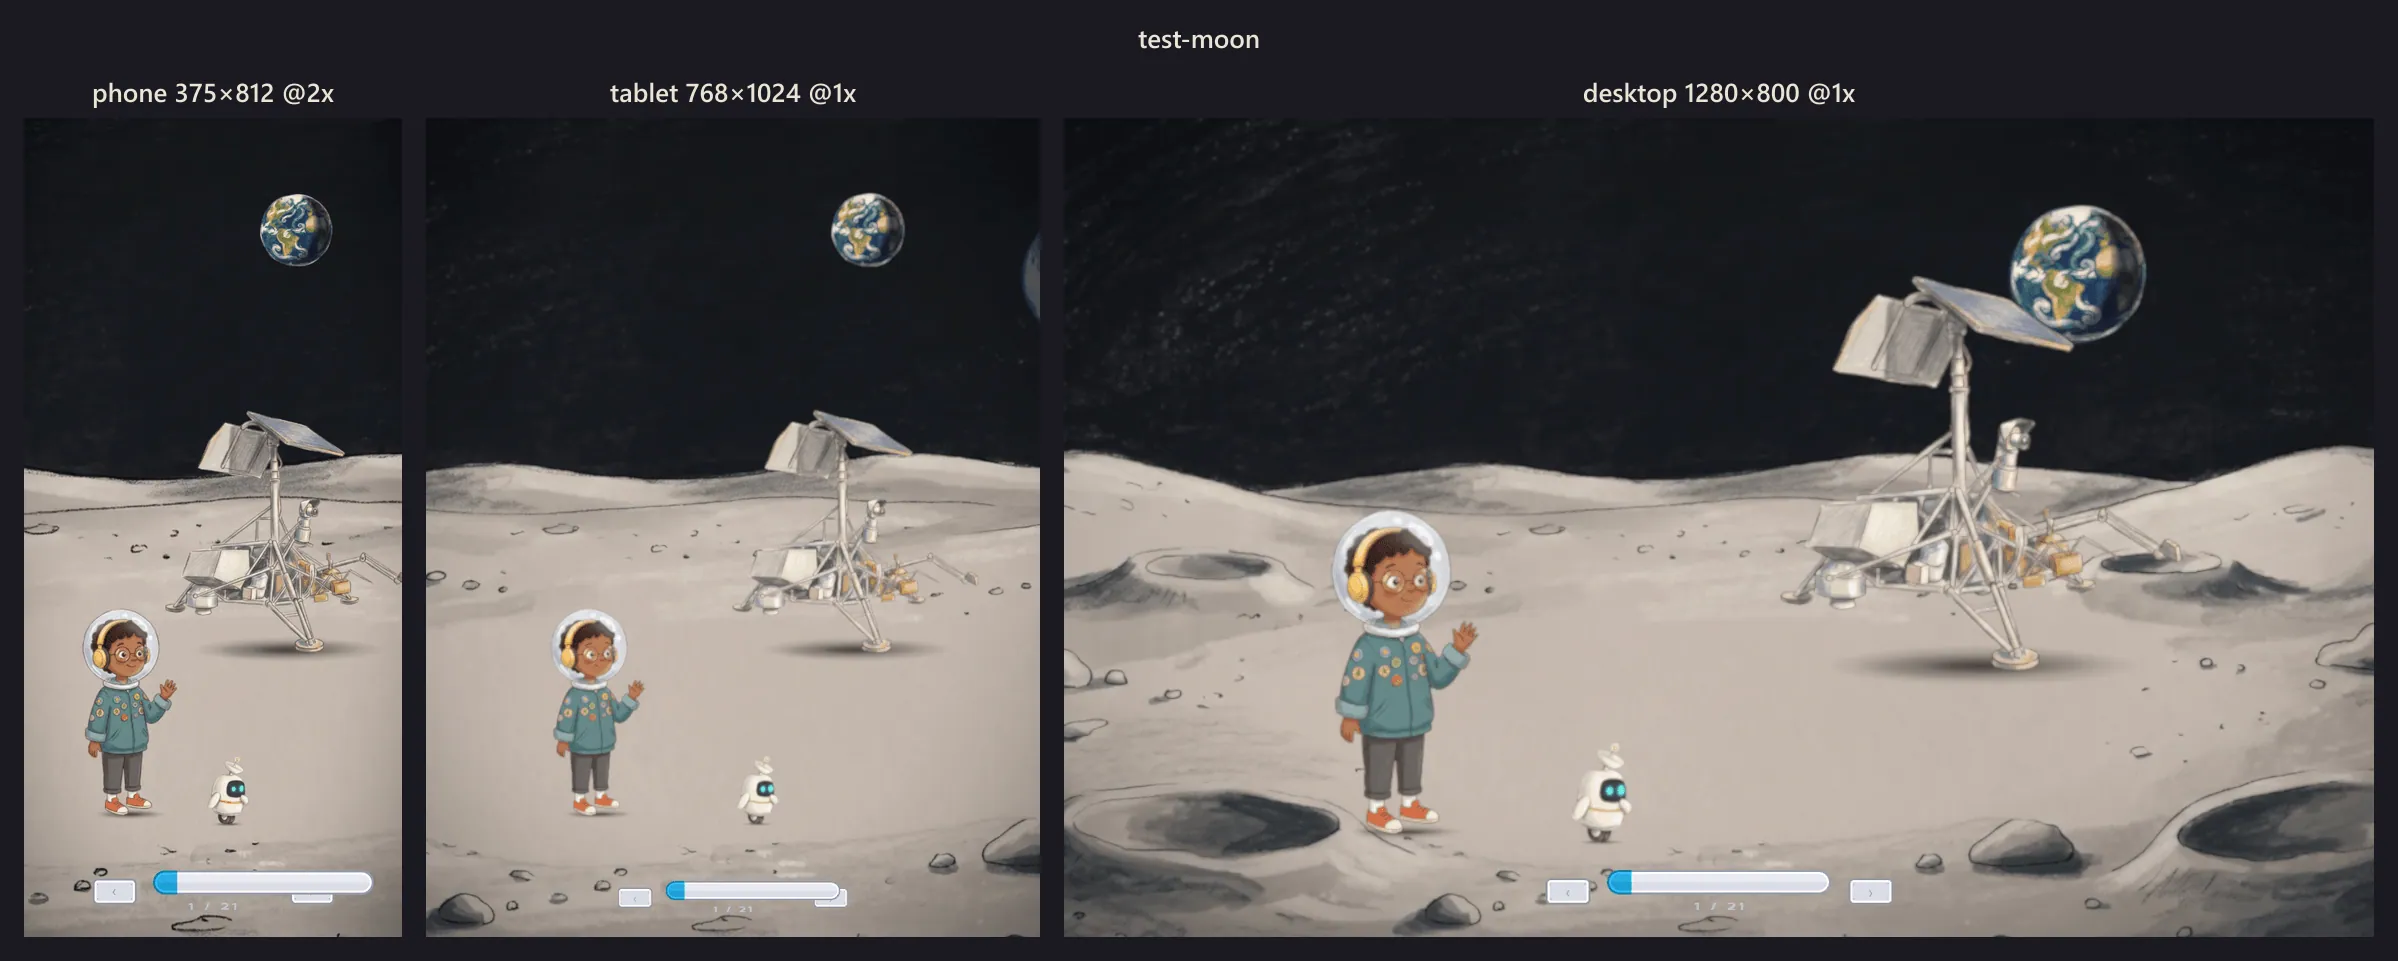 test-moon
phone 375×812 @2x
tablet 768×1024 @1x
desktop 1280×800 @1x
‹
1 / 21
‹
1 / 21
‹
›
1 / 21